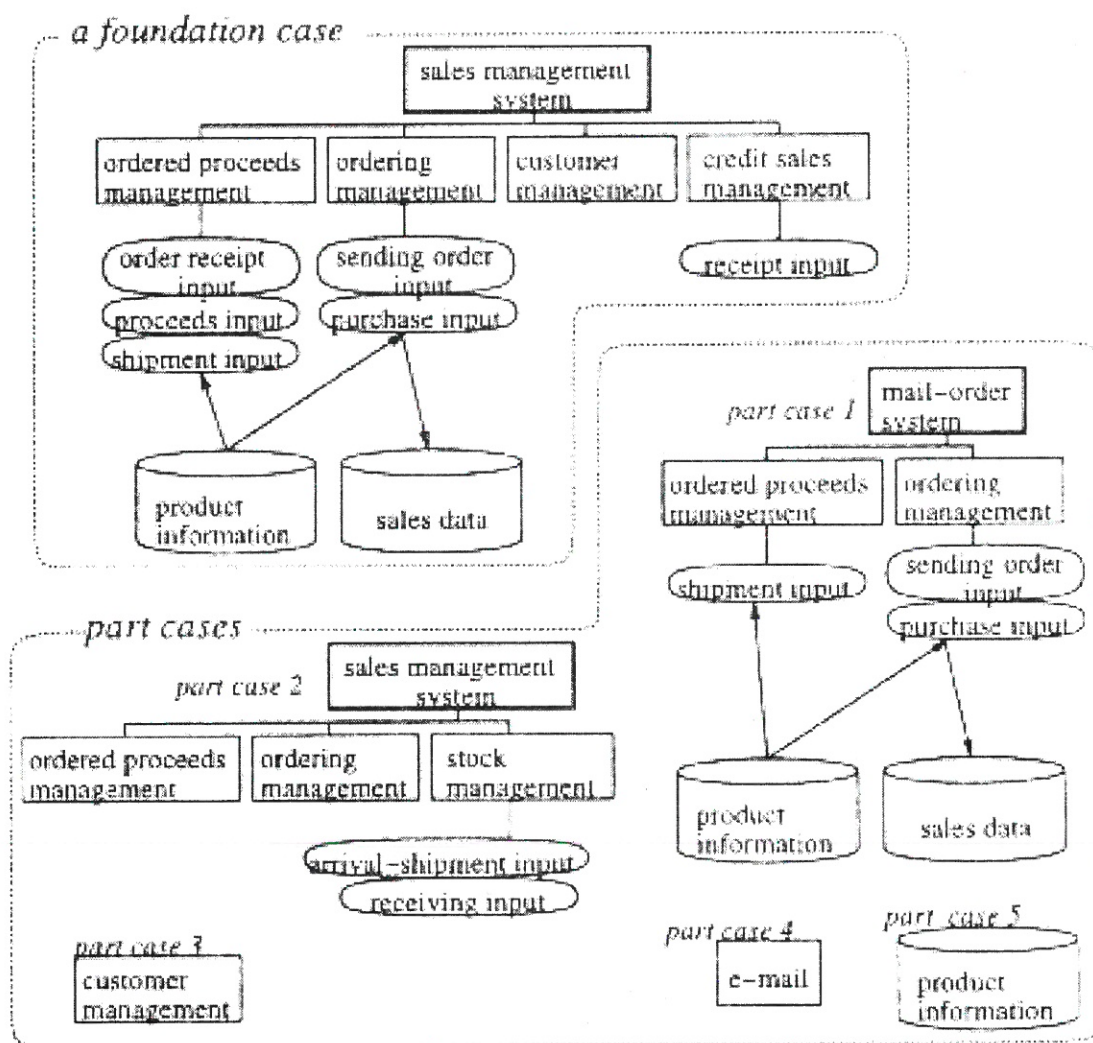 a foundation case
sales management
system
ordered proceeds
management
ordering
management
customer
management
credit sales
management
order receipt
input
proceeds input
shipment input
sending order
input
purchase input
receipt input
product
information
sales data
part case 1
mail-order
system
ordered proceeds
management
ordering
management
shipment input
sending order
input
purchase input
product
information
sales data
part cases
part case 2
sales management
system
ordered proceeds
management
ordering
management
stock
management
arrival-shipment input
receiving input
part case 3
customer
management
part case 4
e-mail
part case 5
product
information